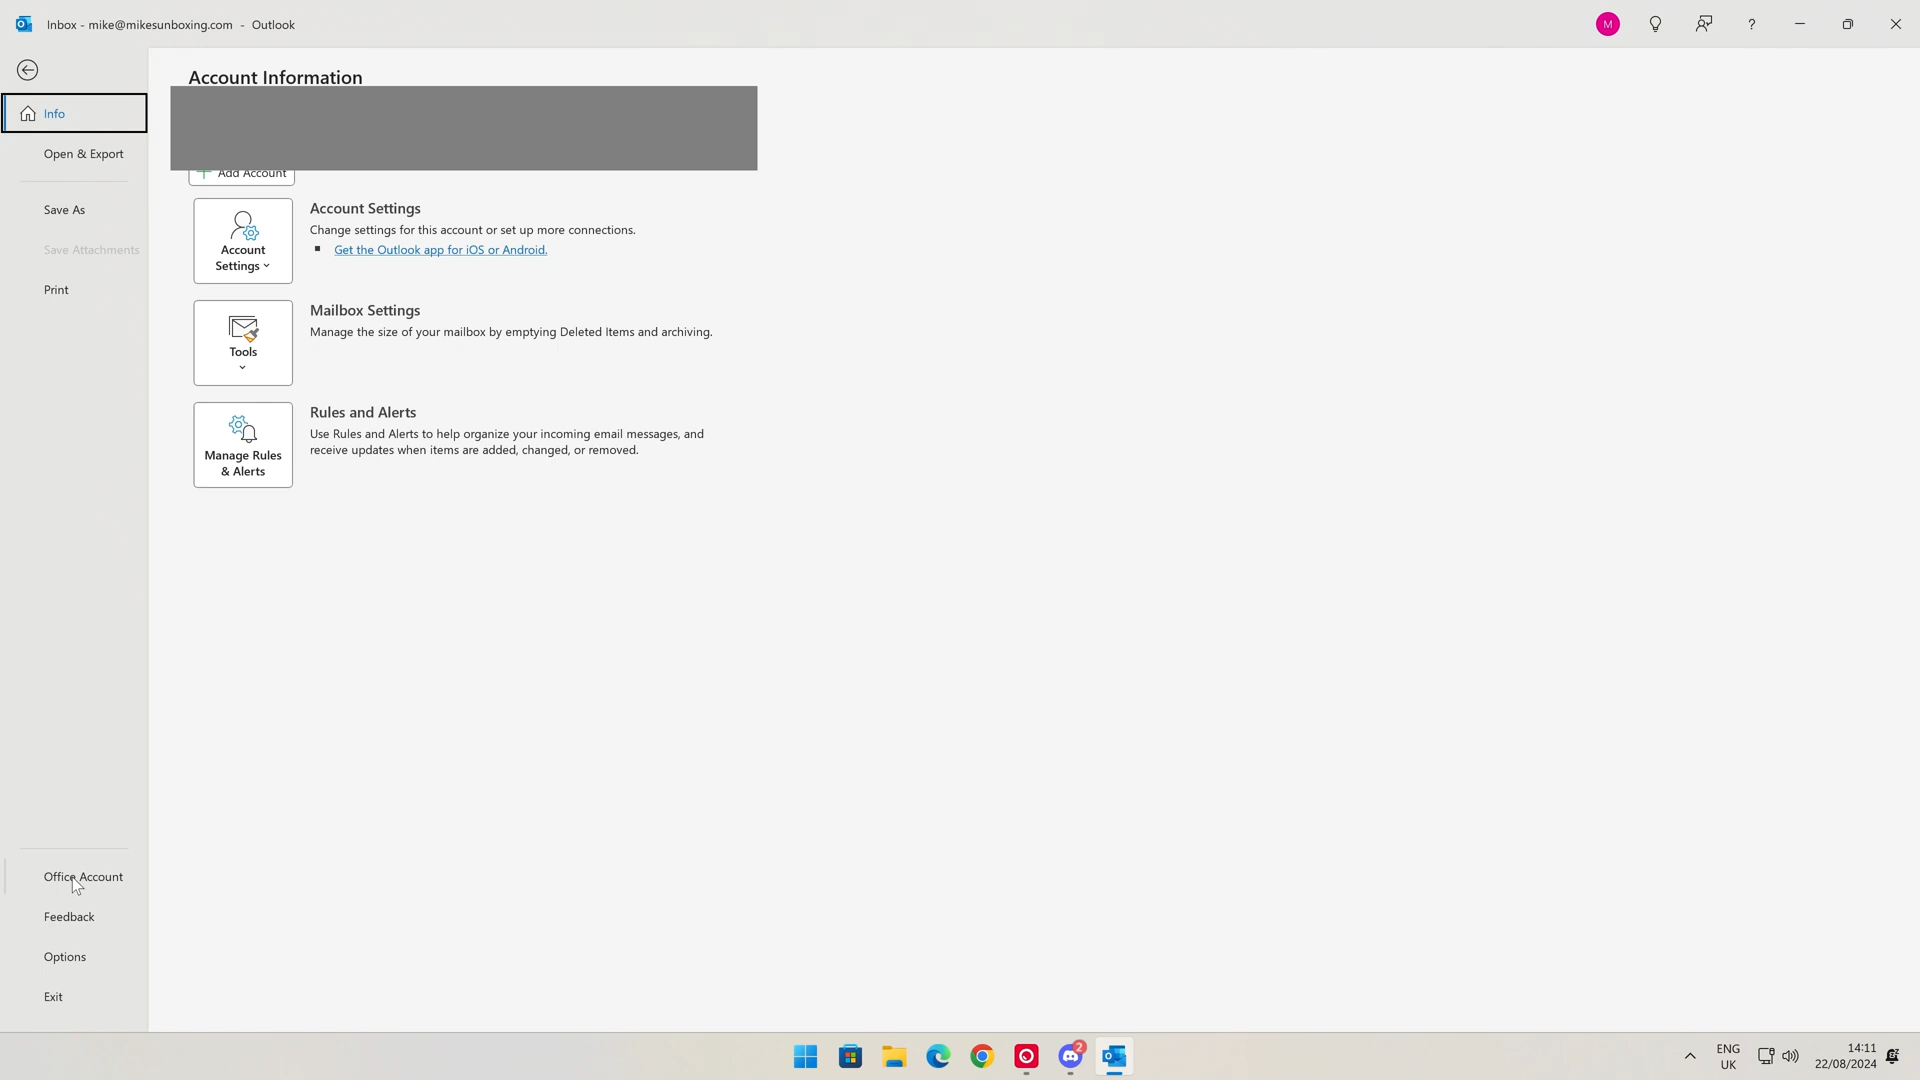 Inbox - mike@mikesunboxing.com - Outlook
M
?
Account Information
Info
Open & Export
Add Account
Save As
Save Attachments
Print
Account Settings
Account Settings
Change settings for this account or set up more connections.
Get the Outlook app for iOS or Android.
Tools
Mailbox Settings
Manage the size of your mailbox by emptying Deleted Items and archiving.
Manage Rules
& Alerts
Rules and Alerts
Use Rules and Alerts to help organize your incoming email messages, and
receive updates when items are added, changed, or removed.
Office Account
Feedback
Options
Exit
2
ENG
UK
14:11
22/08/2024